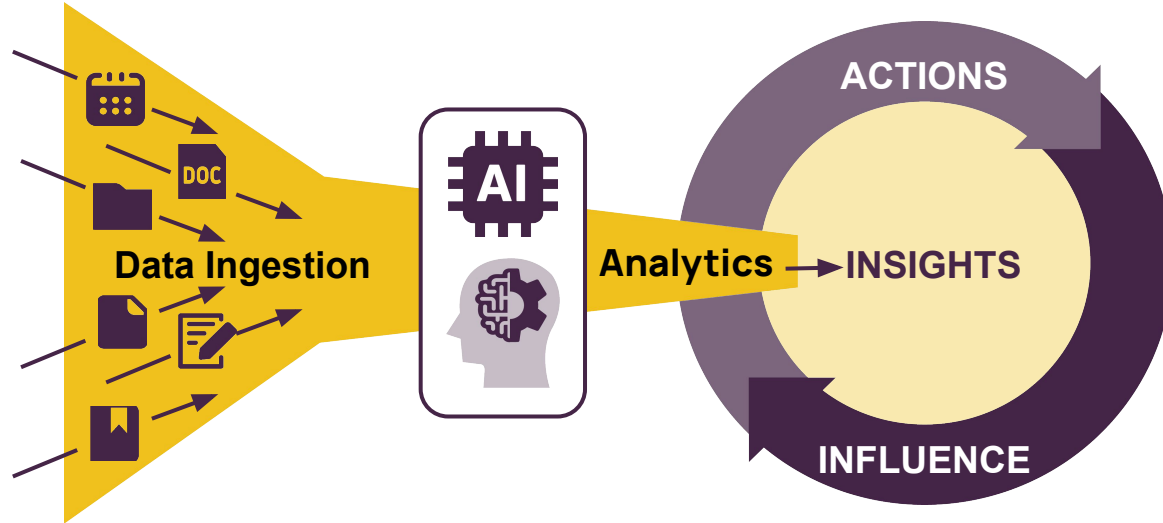 DOC
Data Ingestion
AI
Analytics
INSIGHTS
ACTIONS
INFLUENCE